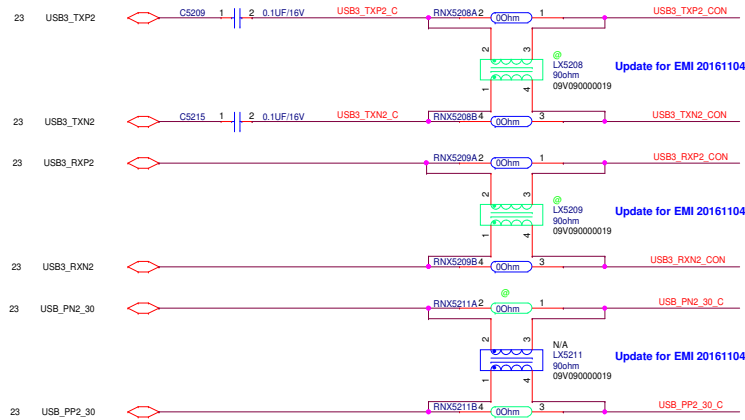 23 USB3_TXP2 C5209 1 2 0.1UF/16V USB3_TXP2_C RNX5208A 2 0Ohm 1 USB3_TXP2_CON
2 3
@
LX5208
90ohm
09V090000019
Update for EMI 20161104
1 4
23 USB3_TXN2 C5215 1 2 0.1UF/16V USB3_TXN2_C RNX5208B 4 0Ohm 3 USB3_TXN2_CON
23 USB3_RXP2 RNX5209A 2 0Ohm 1 USB3_RXP2_CON
2 3
@
LX5209
90ohm
09V090000019
Update for EMI 20161104
1 4
23 USB3_RXN2 RNX5209B 4 0Ohm 3 USB3_RXN2_CON
@
23 USB_PN2_30 RNX5211A 2 0Ohm 1 USB_PN2_30_C
2 3
N/A
LX5211
90ohm
09V090000019
Update for EMI 20161104
1 4
23 USB_PP2_30 RNX5211B 4 0Ohm 3 USB_PP2_30_C